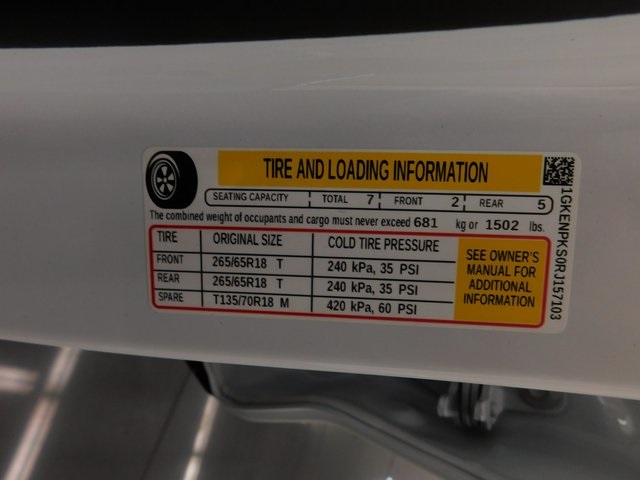 TIRE AND LOADING INFORMATION
SEATING CAPACITY TOTAL 7 FRONT 2 REAR 5
The combined weight of occupants and cargo must never exceed 681 kg or 1502 lbs.
TIRE ORIGINAL SIZE COLD TIRE PRESSURE
FRONT 265/65R18 T 240 kPa, 35 PSI
REAR 265/65R18 T 240 kPa, 35 PSI
SPARE T135/70R18 M 420 kPa, 60 PSI
SEE OWNER'S
MANUAL FOR
ADDITIONAL
INFORMATION
1GKENPKS0RJ157103